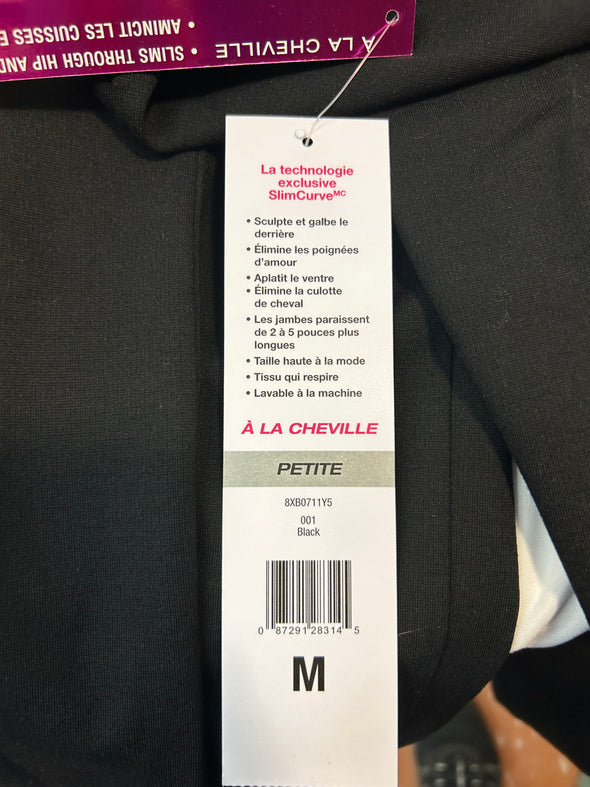 À LA CHEVILLE
• SLIMS THROUGH HIP AND
• AMINCIT LES CUISSES E
La technologie
exclusive
SlimCurveMC
• Sculpte et galbe le
derrière
• Élimine les poignées
d'amour
• Aplatit le ventre
• Élimine la culotte
de cheval
• Les jambes paraissent
de 2 à 5 pouces plus
longues
• Taille haute à la mode
• Tissu qui respire
• Lavable à la machine
À LA CHEVILLE
PETITE
8XB0711Y5
001
Black
0 87291 28314 5
M